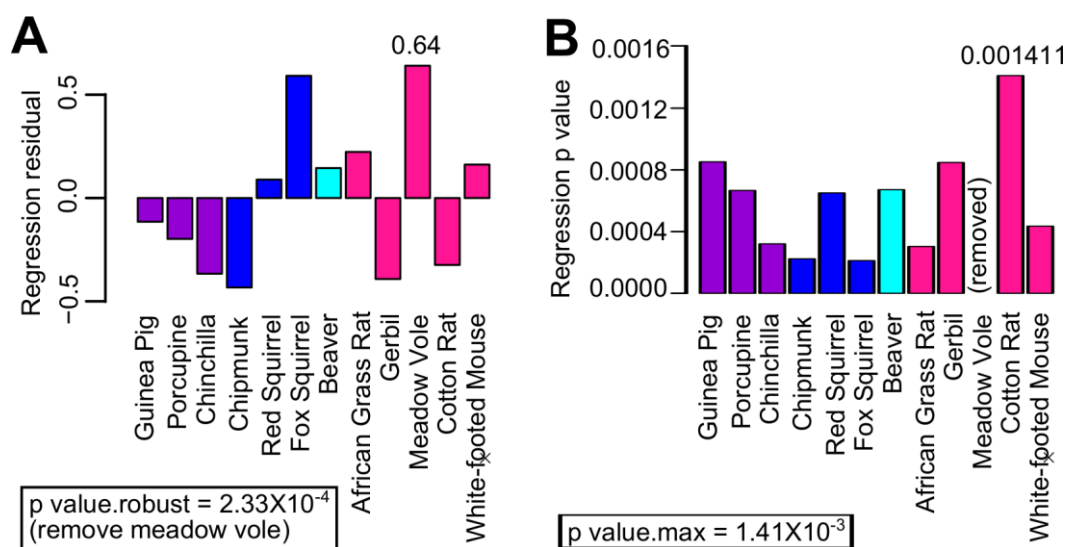 A
0.64
Regression residual
0.5
0.0
−0.5
Guinea Pig
Porcupine
Chinchilla
Chipmunk
Red Squirrel
Fox Squirrel
Beaver
African Grass Rat
Gerbil
Meadow Vole
Cotton Rat
White-footed Mouse
p value.robust = 2.33X10⁻⁴
(remove meadow vole)
B
0.001411
Regression p value
0.0016
0.0012
0.0008
0.0004
0.0000
(removed)
Guinea Pig
Porcupine
Chinchilla
Chipmunk
Red Squirrel
Fox Squirrel
Beaver
African Grass Rat
Gerbil
Meadow Vole
Cotton Rat
White-footed Mouse
p value.max = 1.41X10⁻³